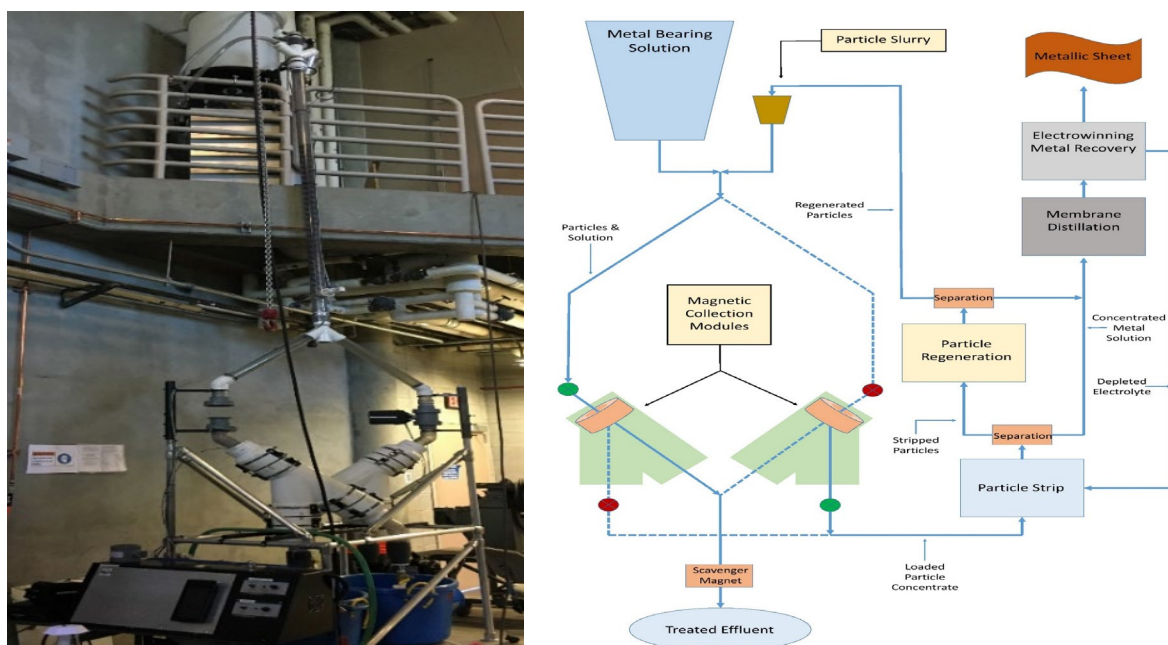 Metal Bearing
Solution
Particle Slurry
Metallic Sheet
Electrowinning
Metal Recovery
Regenerated
Particles
Membrane
Distillation
Particles &
Solution
Magnetic
Collection
Modules
Separation
Concentrated
Metal
Solution
Particle
Regeneration
Depleted
Electrolyte
Stripped
Particles
Separation
Particle Strip
Loaded
Particle
Concentrate
Scavenger
Magnet
Treated Effluent